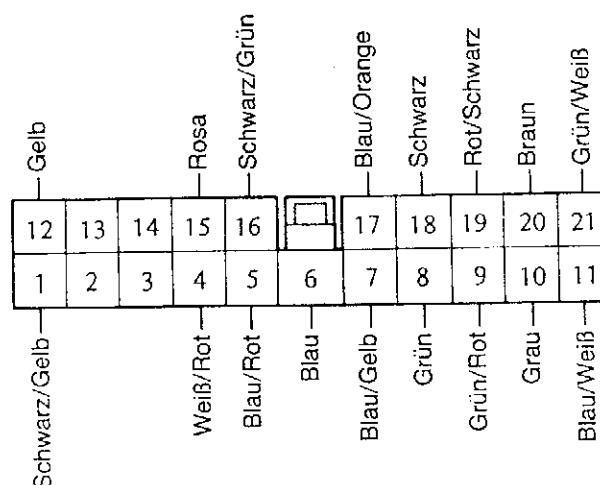 Gelb
Rosa
Schwarz/Grün
Blau/Orange
Schwarz
Rot/Schwarz
Braun
Grün/Weiß
12 13 14 15 16 17 18 19 20 21
1 2 3 4 5 6 7 8 9 10 11
Schwarz/Gelb
Weiß/Rot
Blau/Rot
Blau
Blau/Gelb
Grün
Grün/Rot
Grau
Blau/Weiß